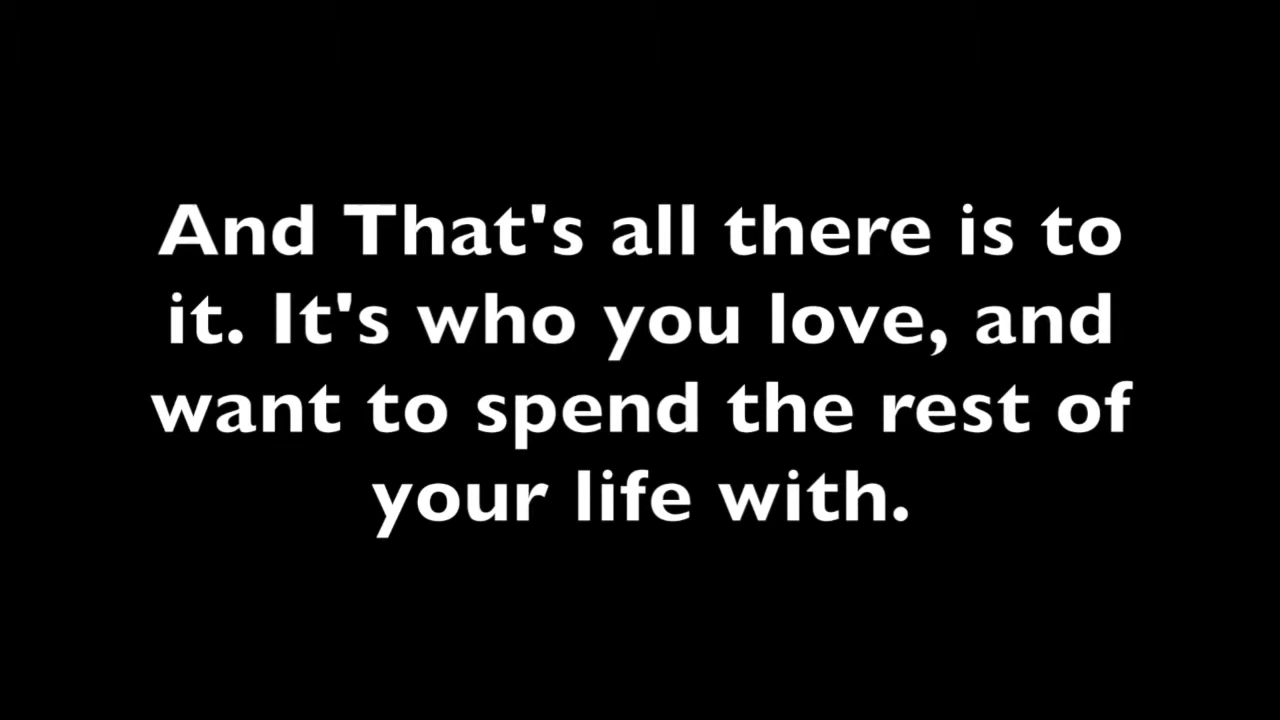 And That's all there is to
it. It's who you love, and
want to spend the rest of
your life with.